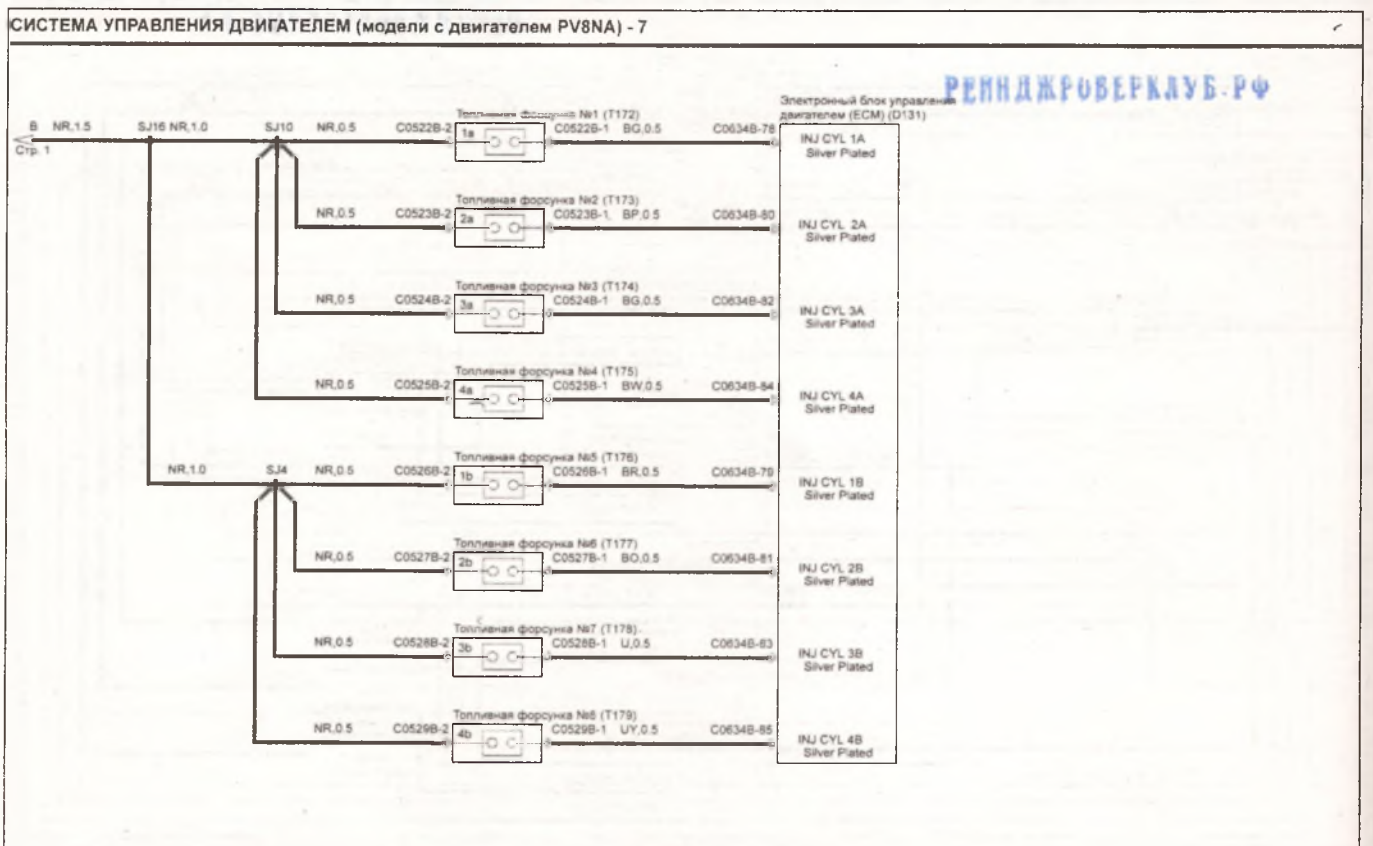 СИСТЕМА УПРАВЛЕНИЯ ДВИГАТЕЛЕМ (модели с двигателем PV8NA) - 7
РЕННДЖРОВЕРКЛУБ.РФ
Электронный блок управления
двигателем (ECM) (D131)
Топливная форсунка №1 (T172)
B NR,1.5 SJ16 NR,1.0 SJ10 NR,0.5 C0522B-2 1a C0522B-1 BG,0.5 C0634B-78 INJ CYL 1A
Стр. 1
Silver Plated
Топливная форсунка №2 (T173)
NR,0.5 C0523B-2 2a C0523B-1, BP,0.5 C0634B-80 INJ CYL 2A
Silver Plated
Топливная форсунка №3 (T174)
NR,0.5 C0524B-2 3a C0524B-1 BG,0.5 C0634B-82 INJ CYL 3A
Silver Plated
Топливная форсунка №4 (T175)
NR,0.5 C0525B-2 4a C0525B-1 BW,0.5 C0634B-84 INJ CYL 4A
Silver Plated
Топливная форсунка №5 (T176)
NR,1.0 SJ4 NR,0.5 C0526B-2 1b C0526B-1 BR,0.5 C0634B-79 INJ CYL 1B
Silver Plated
Топливная форсунка №6 (T177)
NR,0.5 C0527B-2 2b C0527B-1 BO,0.5 C0634B-81 INJ CYL 2B
Silver Plated
Топливная форсунка №7 (T178)
NR,0.5 C0528B-2 3b C0528B-1 U,0.5 C0634B-83 INJ CYL 3B
Silver Plated
Топливная форсунка №8 (T179)
NR,0.5 C0529B-2 4b C0529B-1 UY,0.5 C0634B-85 INJ CYL 4B
Silver Plated